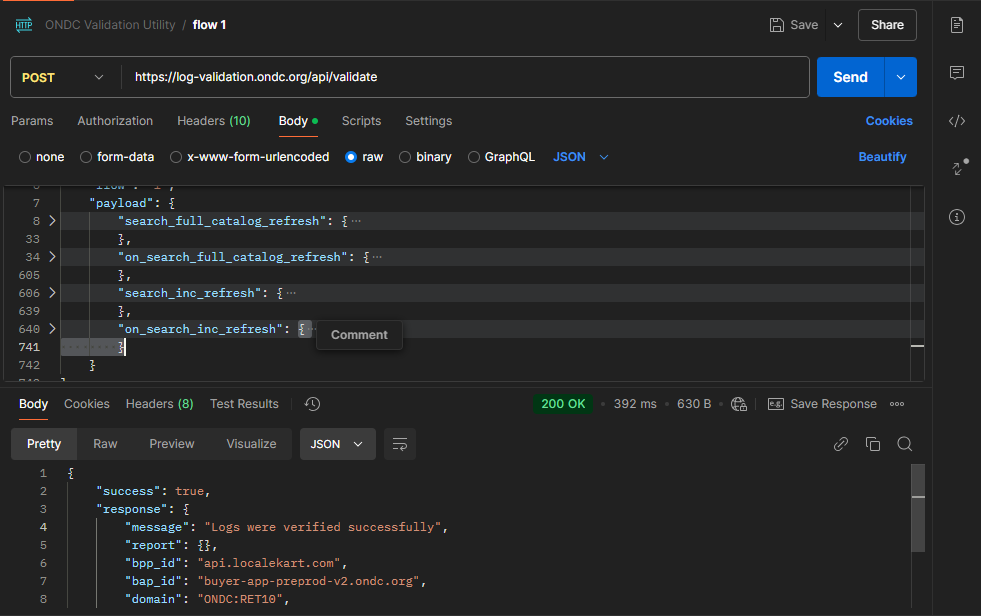 HTTP ONDC Validation Utility / flow 1 Save Share
POST https://log-validation.ondc.org/api/validate Send
Params Authorization Headers (10) Body Scripts Settings Cookies
none form-data x-www-form-urlencoded raw binary GraphQL JSON Beautify
7 "payload": {
8 "search_full_catalog_refresh": {
33 },
34 "on_search_full_catalog_refresh": {
605 },
606 "search_inc_refresh": {
639 },
640 "on_search_inc_refresh": {
Comment
741 }
742 }
Body Cookies Headers (8) Test Results 200 OK • 392 ms • 630 B • e.g. Save Response
Pretty Raw Preview Visualize JSON
1 {
2 "success": true,
3 "response": {
4 "message": "Logs were verified successfully",
5 "report": {},
6 "bpp_id": "api.localekart.com",
7 "bap_id": "buyer-app-preprod-v2.ondc.org",
8 "domain": "ONDC:RET10",